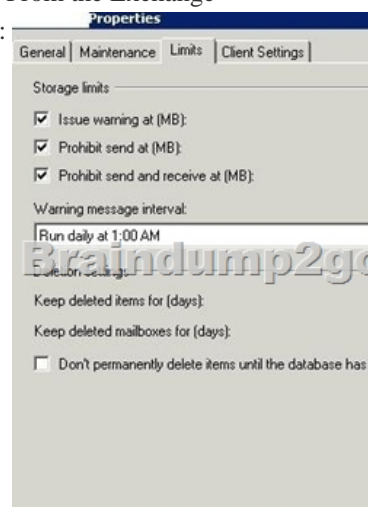 From the Exchange
:
Properties
General Maintenance Limits Client Settings
Storage limits
Issue warning at (MB):
Prohibit send at (MB):
Prohibit send and receive at (MB):
Warning message interval:
Run daily at 1:00 AM
Braindump2go
Deletion settings
Keep deleted items for (days):
Keep deleted mailboxes for (days):
Don't permanently delete items until the database has